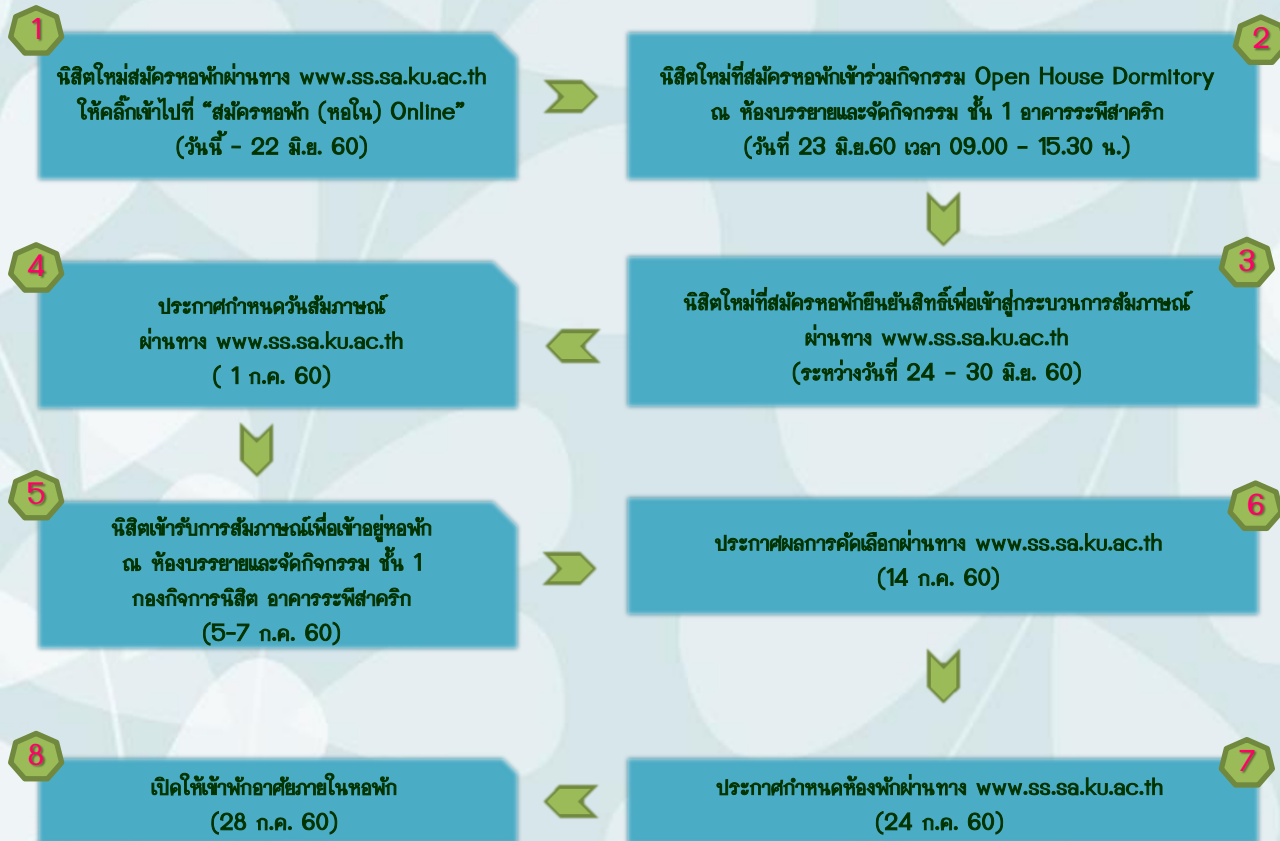 1
นิสิตใหม่สมัครหอพักผ่านทาง www.ss.sa.ku.ac.th
ให้คลิ๊กเข้าไปที่ “สมัครหอพัก (หอใน) Online”
(วันนี้ - 22 มิ.ย. 60)
2
นิสิตใหม่ที่สมัครหอพักเข้าร่วมกิจกรรม Open House Dormitory
ณ ห้องบรรยายและจัดกิจกรรม ชั้น 1 อาคารระพีสาคริก
(วันที่ 23 มิ.ย.60 เวลา 09.00 - 15.30 น.)
3
นิสิตใหม่ที่สมัครหอพักยืนยันสิทธิ์เพื่อเข้าสู่กระบวนการสัมภาษณ์
ผ่านทาง www.ss.sa.ku.ac.th
(ระหว่างวันที่ 24 - 30 มิ.ย. 60)
4
ประกาศกำหนดวันสัมภาษณ์
ผ่านทาง www.ss.sa.ku.ac.th
( 1 ก.ค. 60)
5
นิสิตเข้ารับการสัมภาษณ์เพื่อเข้าอยู่หอพัก
ณ ห้องบรรยายและจัดกิจกรรม ชั้น 1
กองกิจการนิสิต อาคารระพีสาคริก
(5-7 ก.ค. 60)
6
ประกาศผลการคัดเลือกผ่านทาง www.ss.sa.ku.ac.th
(14 ก.ค. 60)
7
ประกาศกำหนดห้องพักผ่านทาง www.ss.sa.ku.ac.th
(24 ก.ค. 60)
8
เปิดให้เข้าพักอาศัยภายในหอพัก
(28 ก.ค. 60)